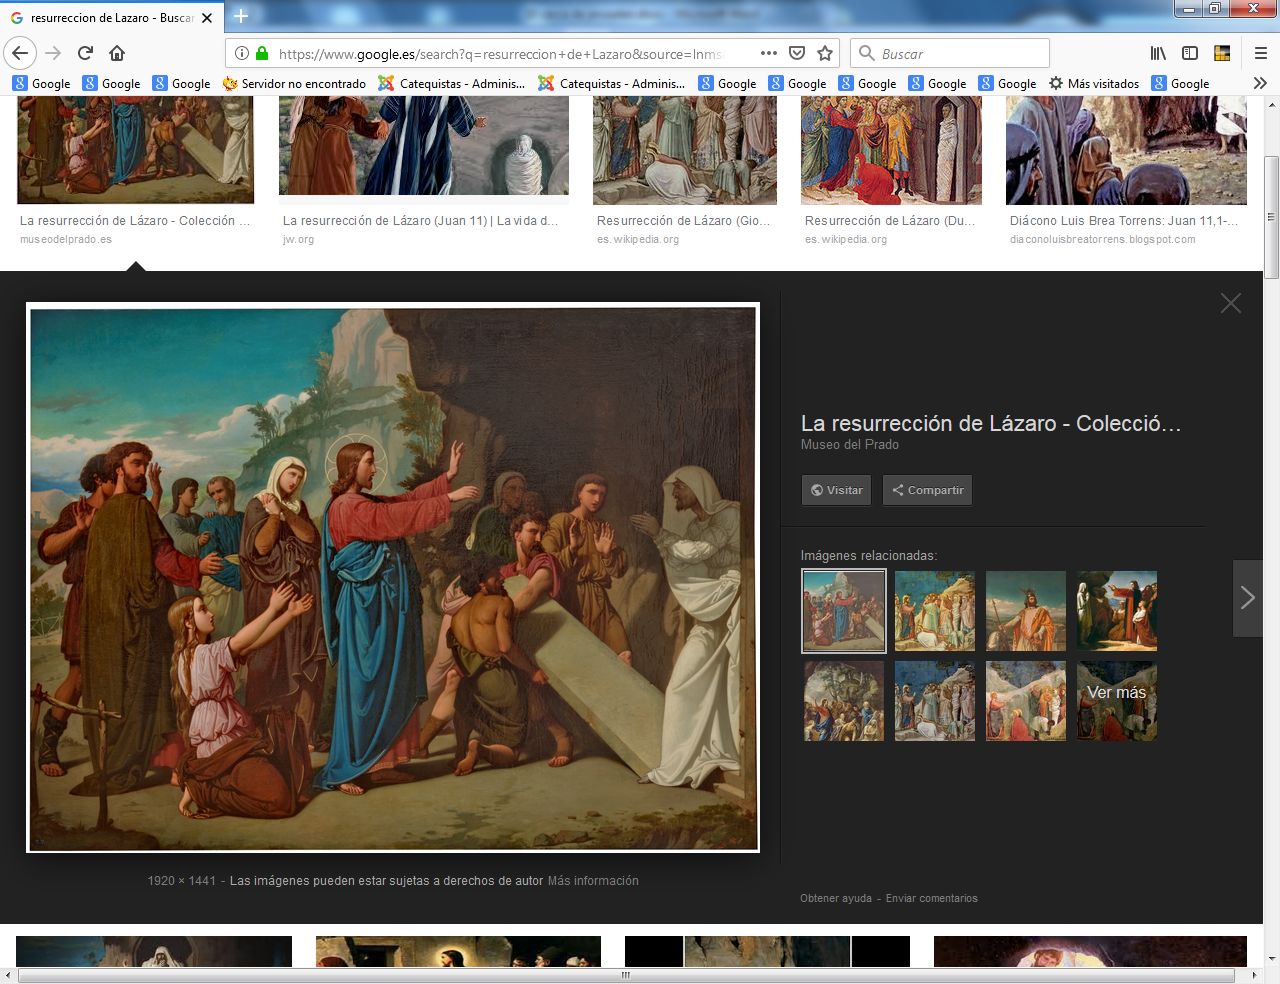 resurreccion de Lazaro - Buscar
https://www.google.es/search?q=resurreccion+de+Lazaro&source=lnms
Buscar
Google
Google
Google
Servidor no encontrado
Catequistas - Adminis...
Catequistas - Adminis...
Google
Google
Google
Google
Google
Más visitados
Google
La resurrección de Lázaro - Colección ...
La resurrección de Lázaro (Juan 11) | La vida d...
Resurrección de Lázaro (Gio...
Resurrección de Lázaro (Du...
Diácono Luis Brea Torrens: Juan 11,1-...
museodelprado.es
jw.org
es.wikipedia.org
es.wikipedia.org
diaconoluisbreatorrens.blogspot.com
La resurrección de Lázaro - Colecció...
Museo del Prado
Visitar
Compartir
Imágenes relacionadas:
Ver más
1920 × 1441 - Las imágenes pueden estar sujetas a derechos de autor Más información
Obtener ayuda - Enviar comentarios